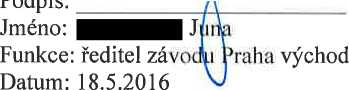 Podpis:
Jméno: Juna
Funkce: ředitel závodu Praha východ
Datum: 18.5.2016